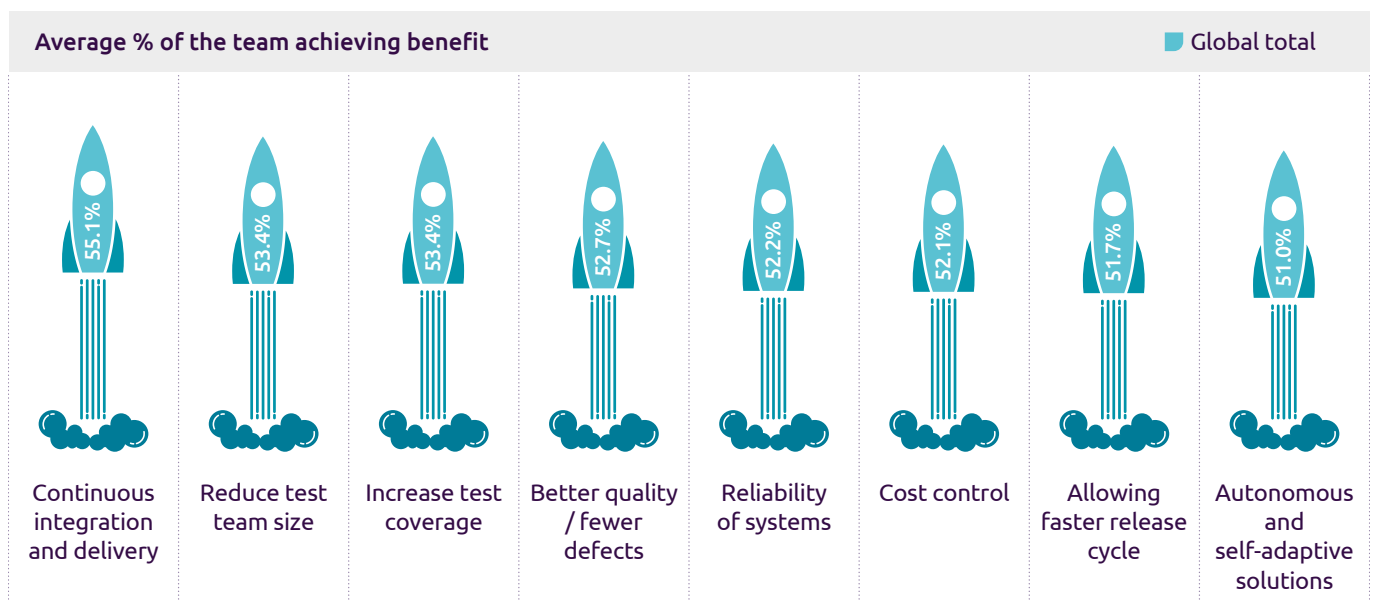 Average % of the team achieving benefit
Global total
55.1%
53.4%
53.4%
52.7%
52.2%
52.1%
51.7%
51.0%
Continuous
integration
and delivery
Reduce test
team size
Increase test
coverage
Better quality
/ fewer
defects
Reliability
of systems
Cost control
Allowing
faster release
cycle
Autonomous
and
self-adaptive
solutions